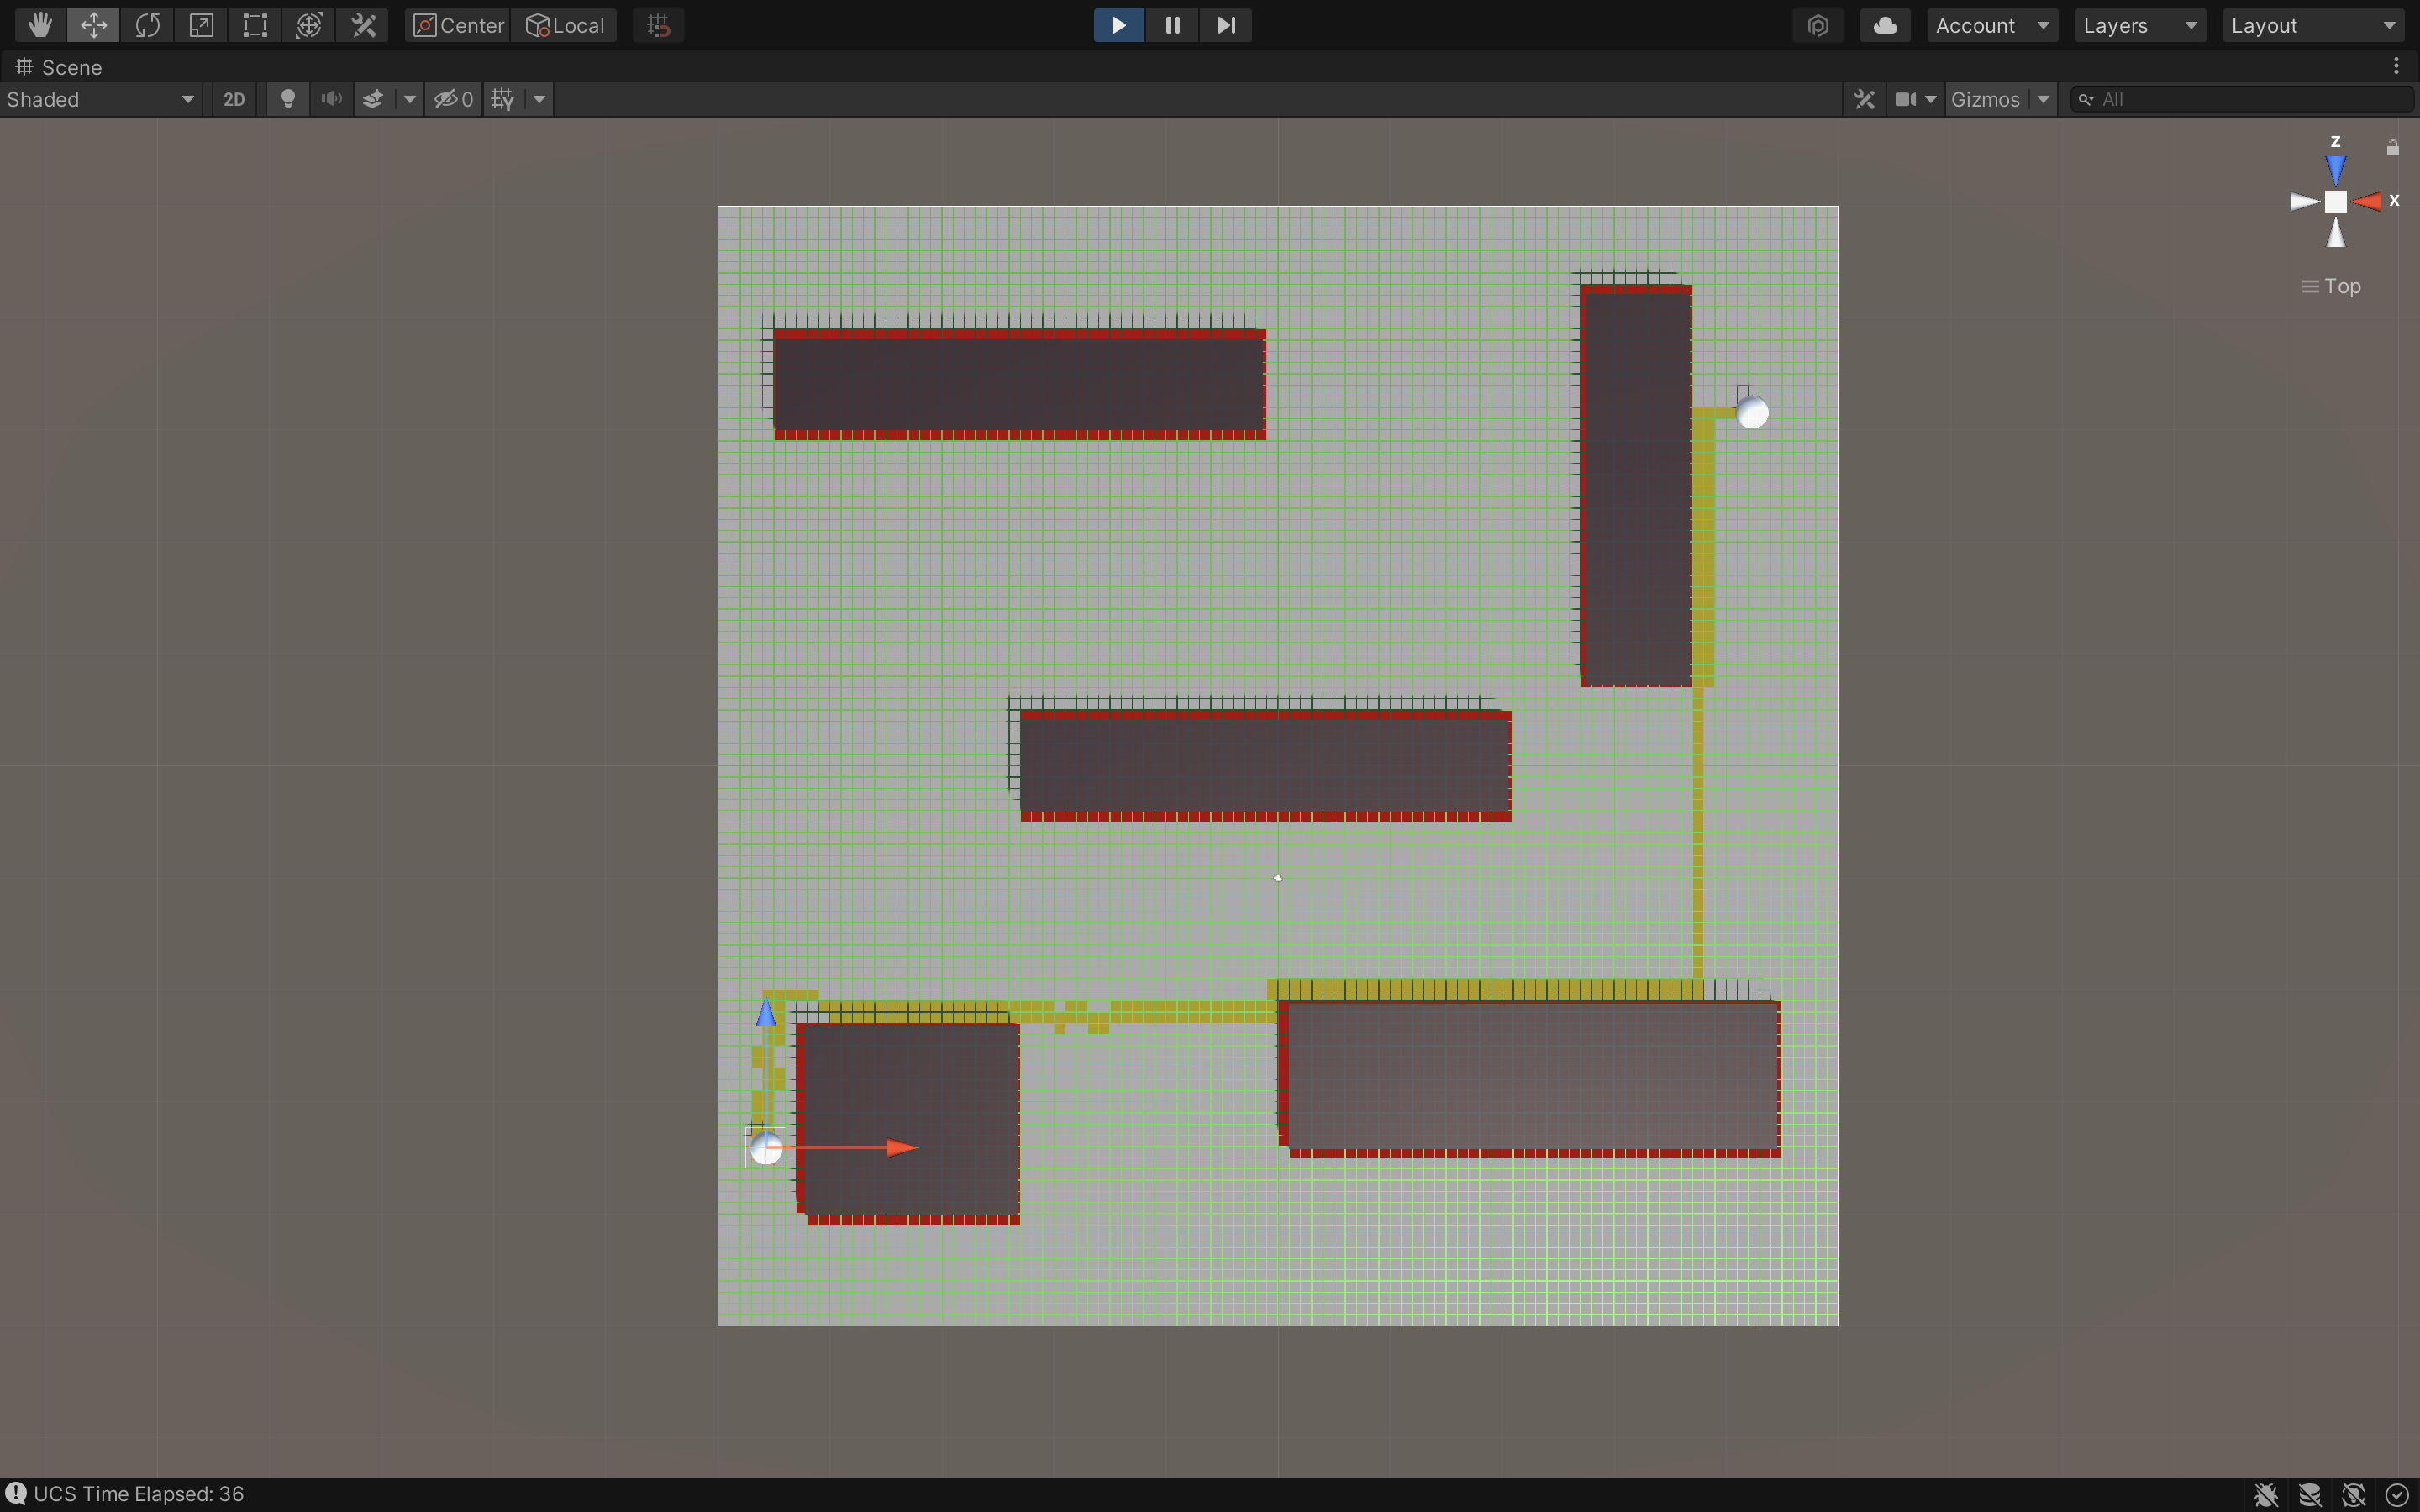 Center Local Account Layers Layout
Scene
Shaded 2D 0 Gizmos All
z
x
Top
UCS Time Elapsed: 36